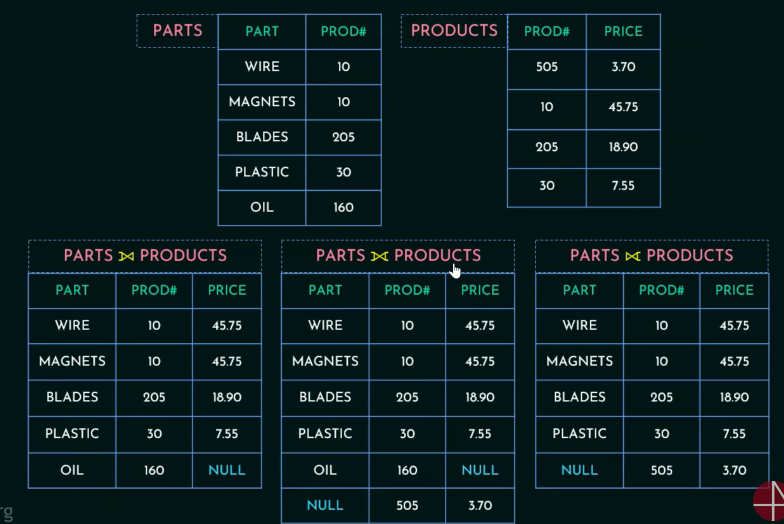 PARTS
PART PROD#
WIRE 10
MAGNETS 10
BLADES 205
PLASTIC 30
OIL 160
PRODUCTS
PROD# PRICE
505 3.70
10 45.75
205 18.90
30 7.55
PARTS ⟕ PRODUCTS
PART PROD# PRICE
WIRE 10 45.75
MAGNETS 10 45.75
BLADES 205 18.90
PLASTIC 30 7.55
OIL 160 NULL
PARTS ⟗ PRODUCTS
PART PROD# PRICE
WIRE 10 45.75
MAGNETS 10 45.75
BLADES 205 18.90
PLASTIC 30 7.55
OIL 160 NULL
NULL 505 3.70
PARTS ⟖ PRODUCTS
PART PROD# PRICE
WIRE 10 45.75
MAGNETS 10 45.75
BLADES 205 18.90
PLASTIC 30 7.55
NULL 505 3.70
rg